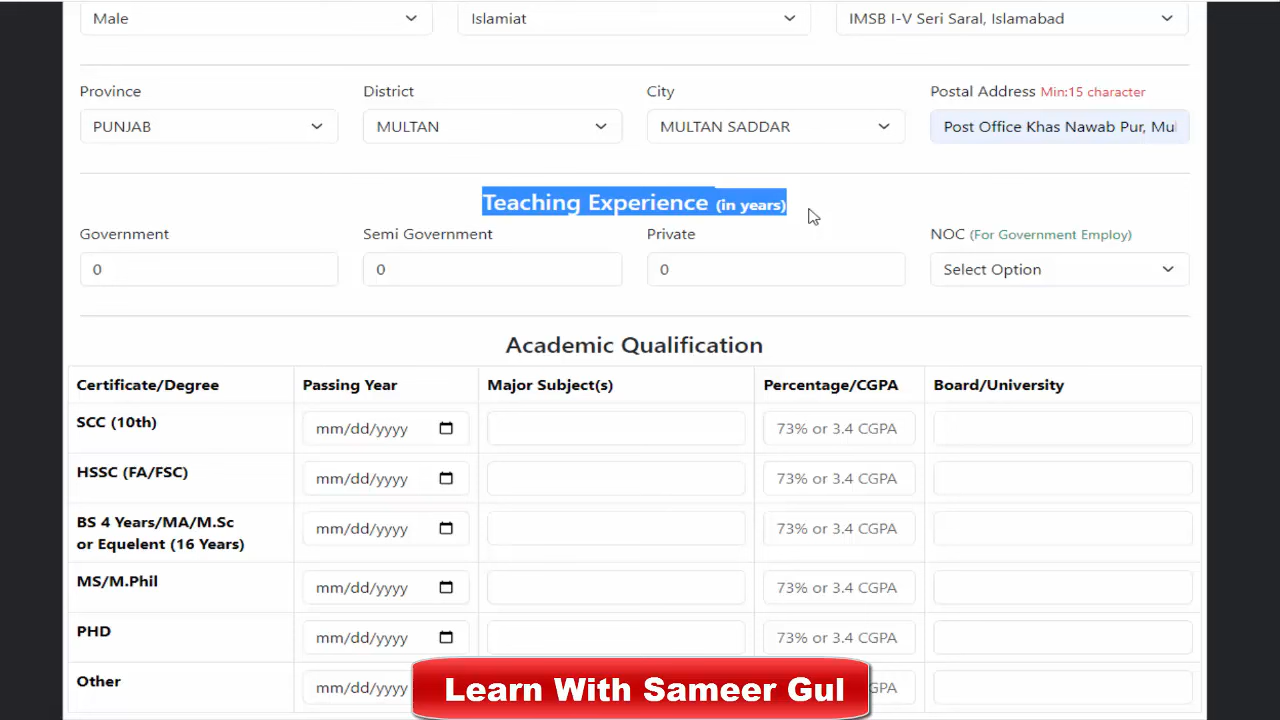 Male Islamiat IMSB I-V Seri Saral, Islamabad
Province District City Postal Address Min:15 character
PUNJAB MULTAN MULTAN SADDAR Post Office Khas Nawab Pur, Mul
Teaching Experience (in years)
Government Semi Government Private NOC (For Government Employ)
0 0 0 Select Option
Academic Qualification
Certificate/Degree Passing Year Major Subject(s) Percentage/CGPA Board/University
SCC (10th) mm/dd/yyyy 73% or 3.4 CGPA
HSSC (FA/FSC) mm/dd/yyyy 73% or 3.4 CGPA
BS 4 Years/MA/M.Sc
or Equelent (16 Years) mm/dd/yyyy 73% or 3.4 CGPA
MS/M.Phil mm/dd/yyyy 73% or 3.4 CGPA
PHD mm/dd/yyyy 73% or 3.4 CGPA
Other mm/dd/yyyy GPA
Learn With Sameer Gul